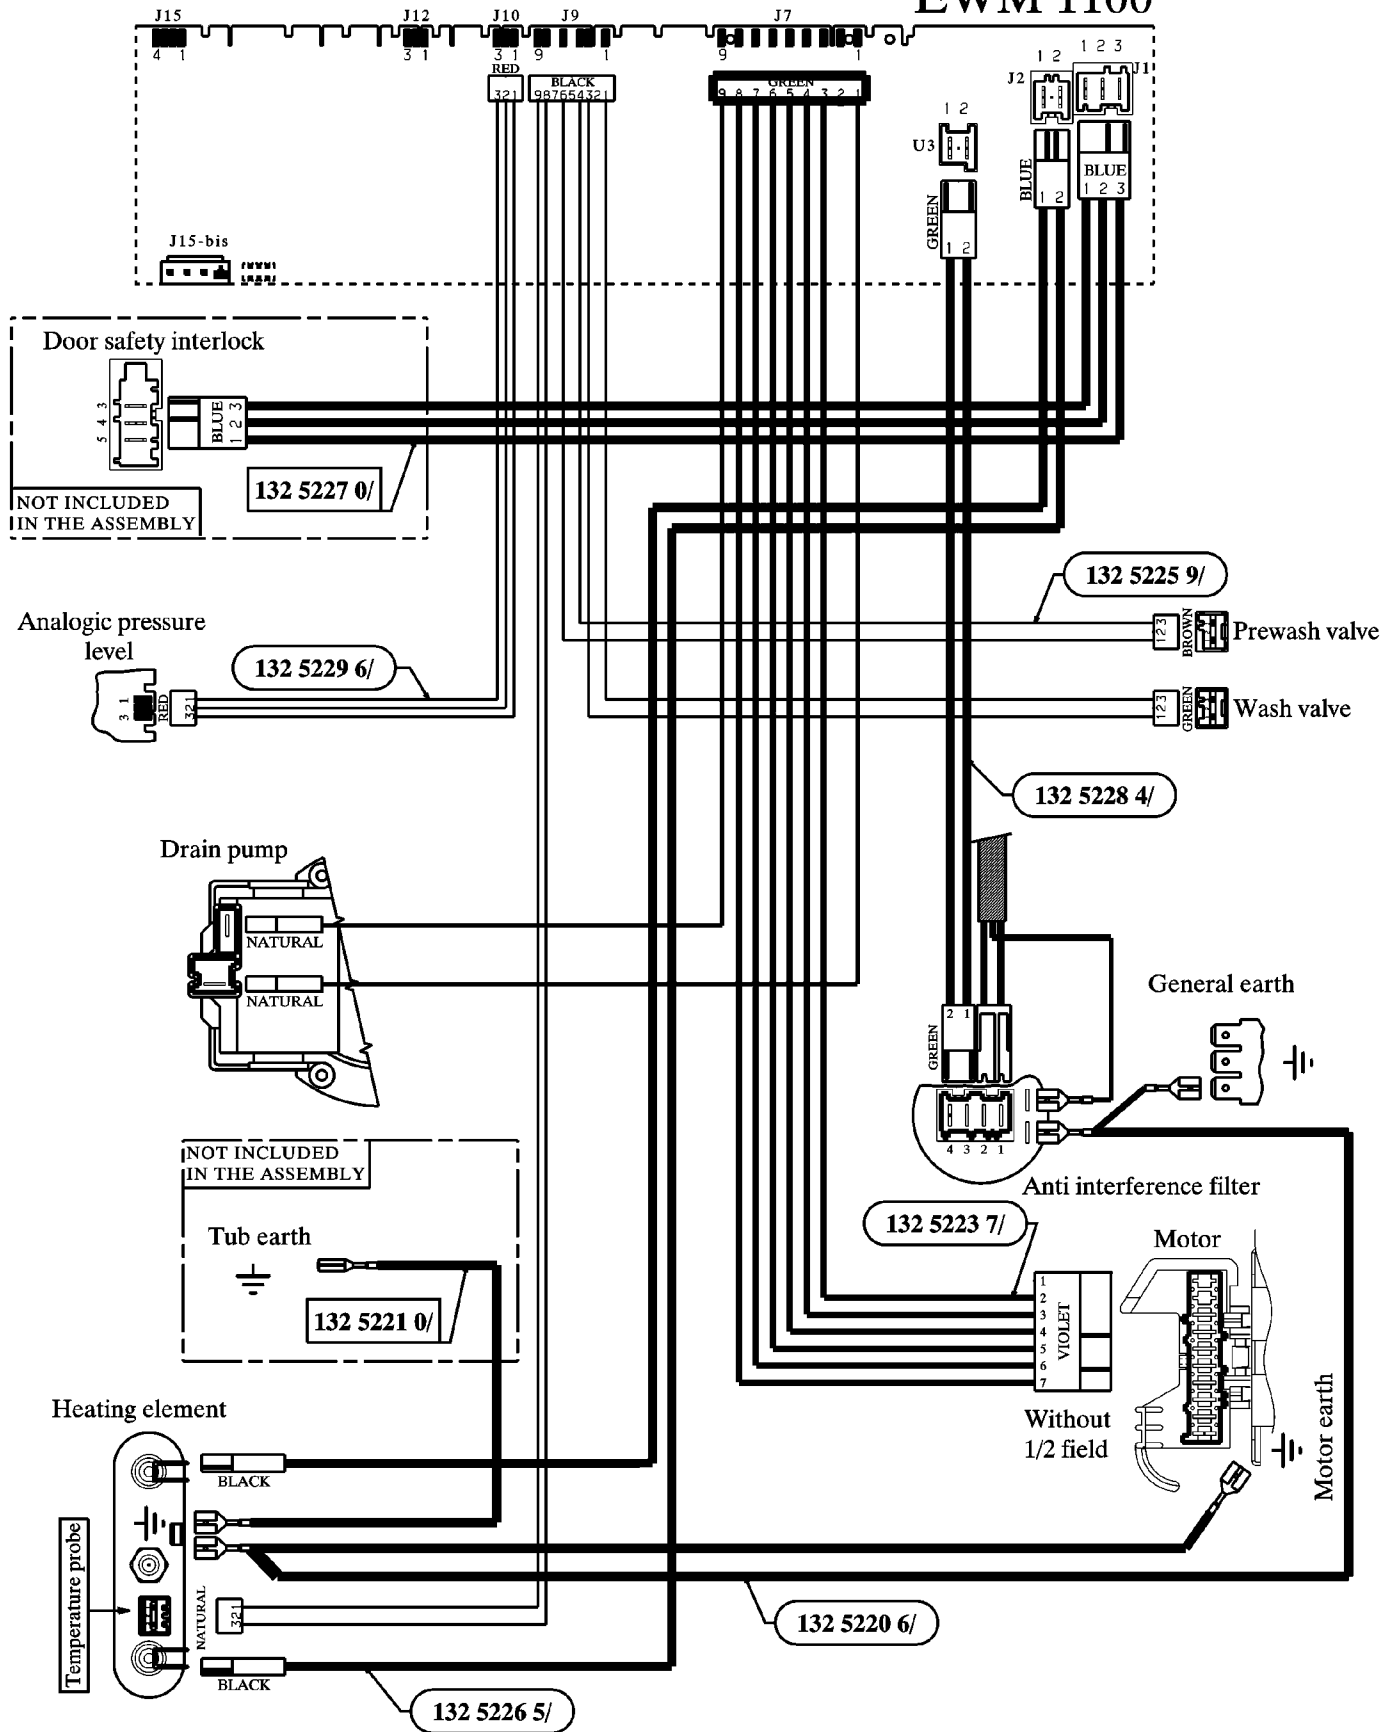 EWM 1100
J15
J12
J10
J9
J7
4 1
3 1
3 1
9 1
9 1
RED
321
BLACK
987654321
GREEN
9 8 7 6 5 4 3 2 1
1 2
J2
1 2 3
J1
1 2
U3
BLUE
1 2
BLUE
1 2 3
GREEN
1 2
J15-bis
Door safety interlock
3
4
5
BLUE
3
2
1
132 5227 0/
NOT INCLUDED
IN THE ASSEMBLY
132 5225 9/
123
BROWN
Prewash valve
Analogic pressure
level
132 5229 6/
3 1
RED
321
123
GREEN
Wash valve
132 5228 4/
Drain pump
NATURAL
NATURAL
General earth
2 1
GREEN
4 3 2 1
Anti interference filter
NOT INCLUDED
IN THE ASSEMBLY
Tub earth
132 5221 0/
132 5223 7/
Motor
1
2
3
4
5
6
7
VIOLET
Without
1/2 field
Motor earth
Heating element
BLACK
Temperature probe
NATURAL
321
BLACK
132 5220 6/
132 5226 5/